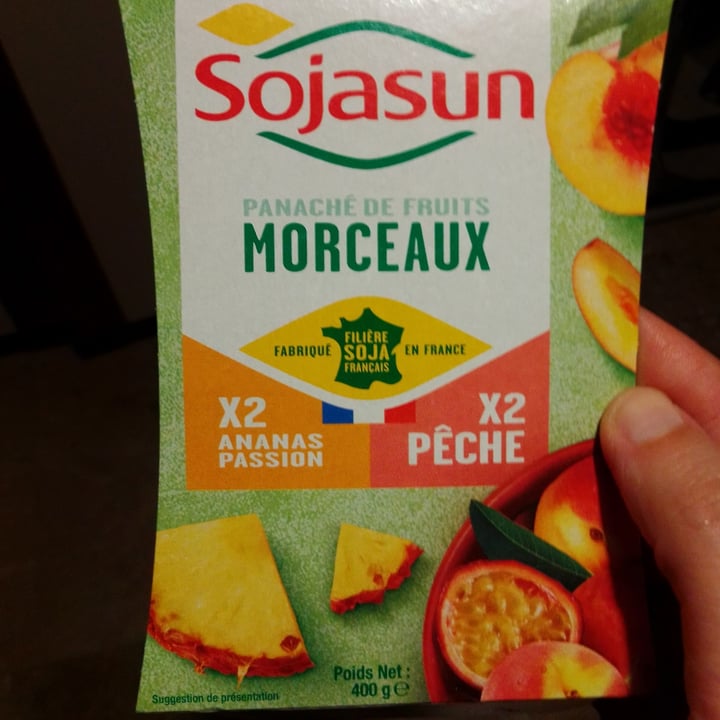 Sojasun
PANACHÉ DE FRUITS
MORCEAUX
FABRIQUÉ EN FRANCE
FILIÈRE
SOJA
FRANÇAIS
X2
ANANAS
PASSION
X2
PÊCHE
Poids Net :
400 g ℮
Suggestion de présentation